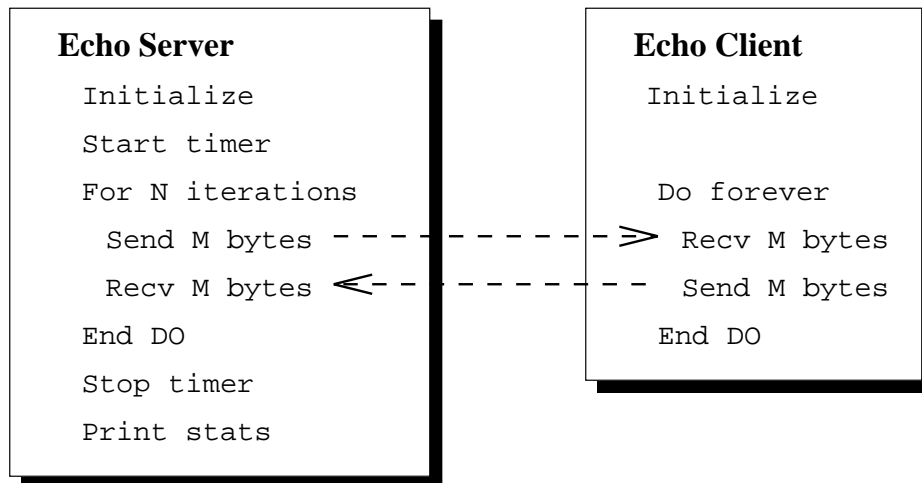 Echo Server
Initialize
Start timer
For N iterations
Send M bytes
Recv M bytes
End DO
Stop timer
Print stats
Echo Client
Initialize
Do forever
Recv M bytes
Send M bytes
End DO